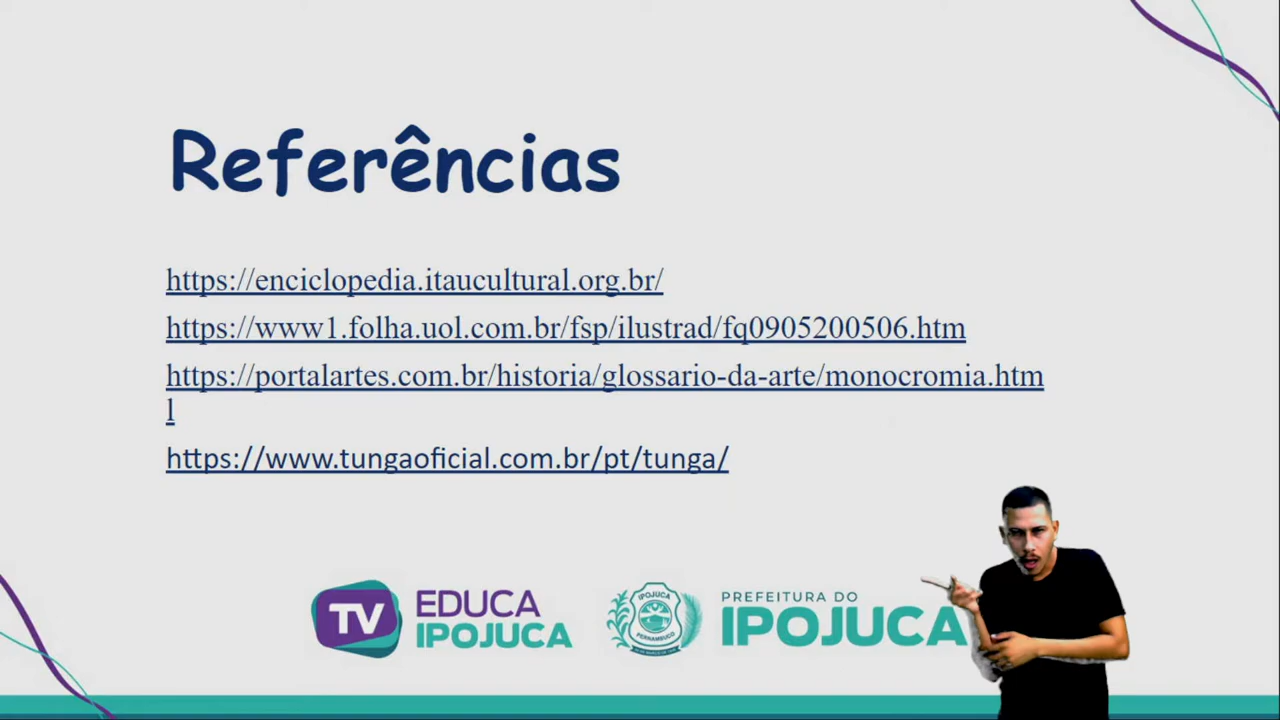 Referências
https://enciclopedia.itaucultural.org.br/
https://www1.folha.uol.com.br/fsp/ilustrad/fq0905200506.htm
https://portalartes.com.br/historia/glossario-da-arte/monocromia.htm
l
https://www.tungaoficial.com.br/pt/tunga/
TV EDUCA
IPOJUCA
IPOJUCA
PERNAMBUCO
PREFEITURA DO
IPOJUCA